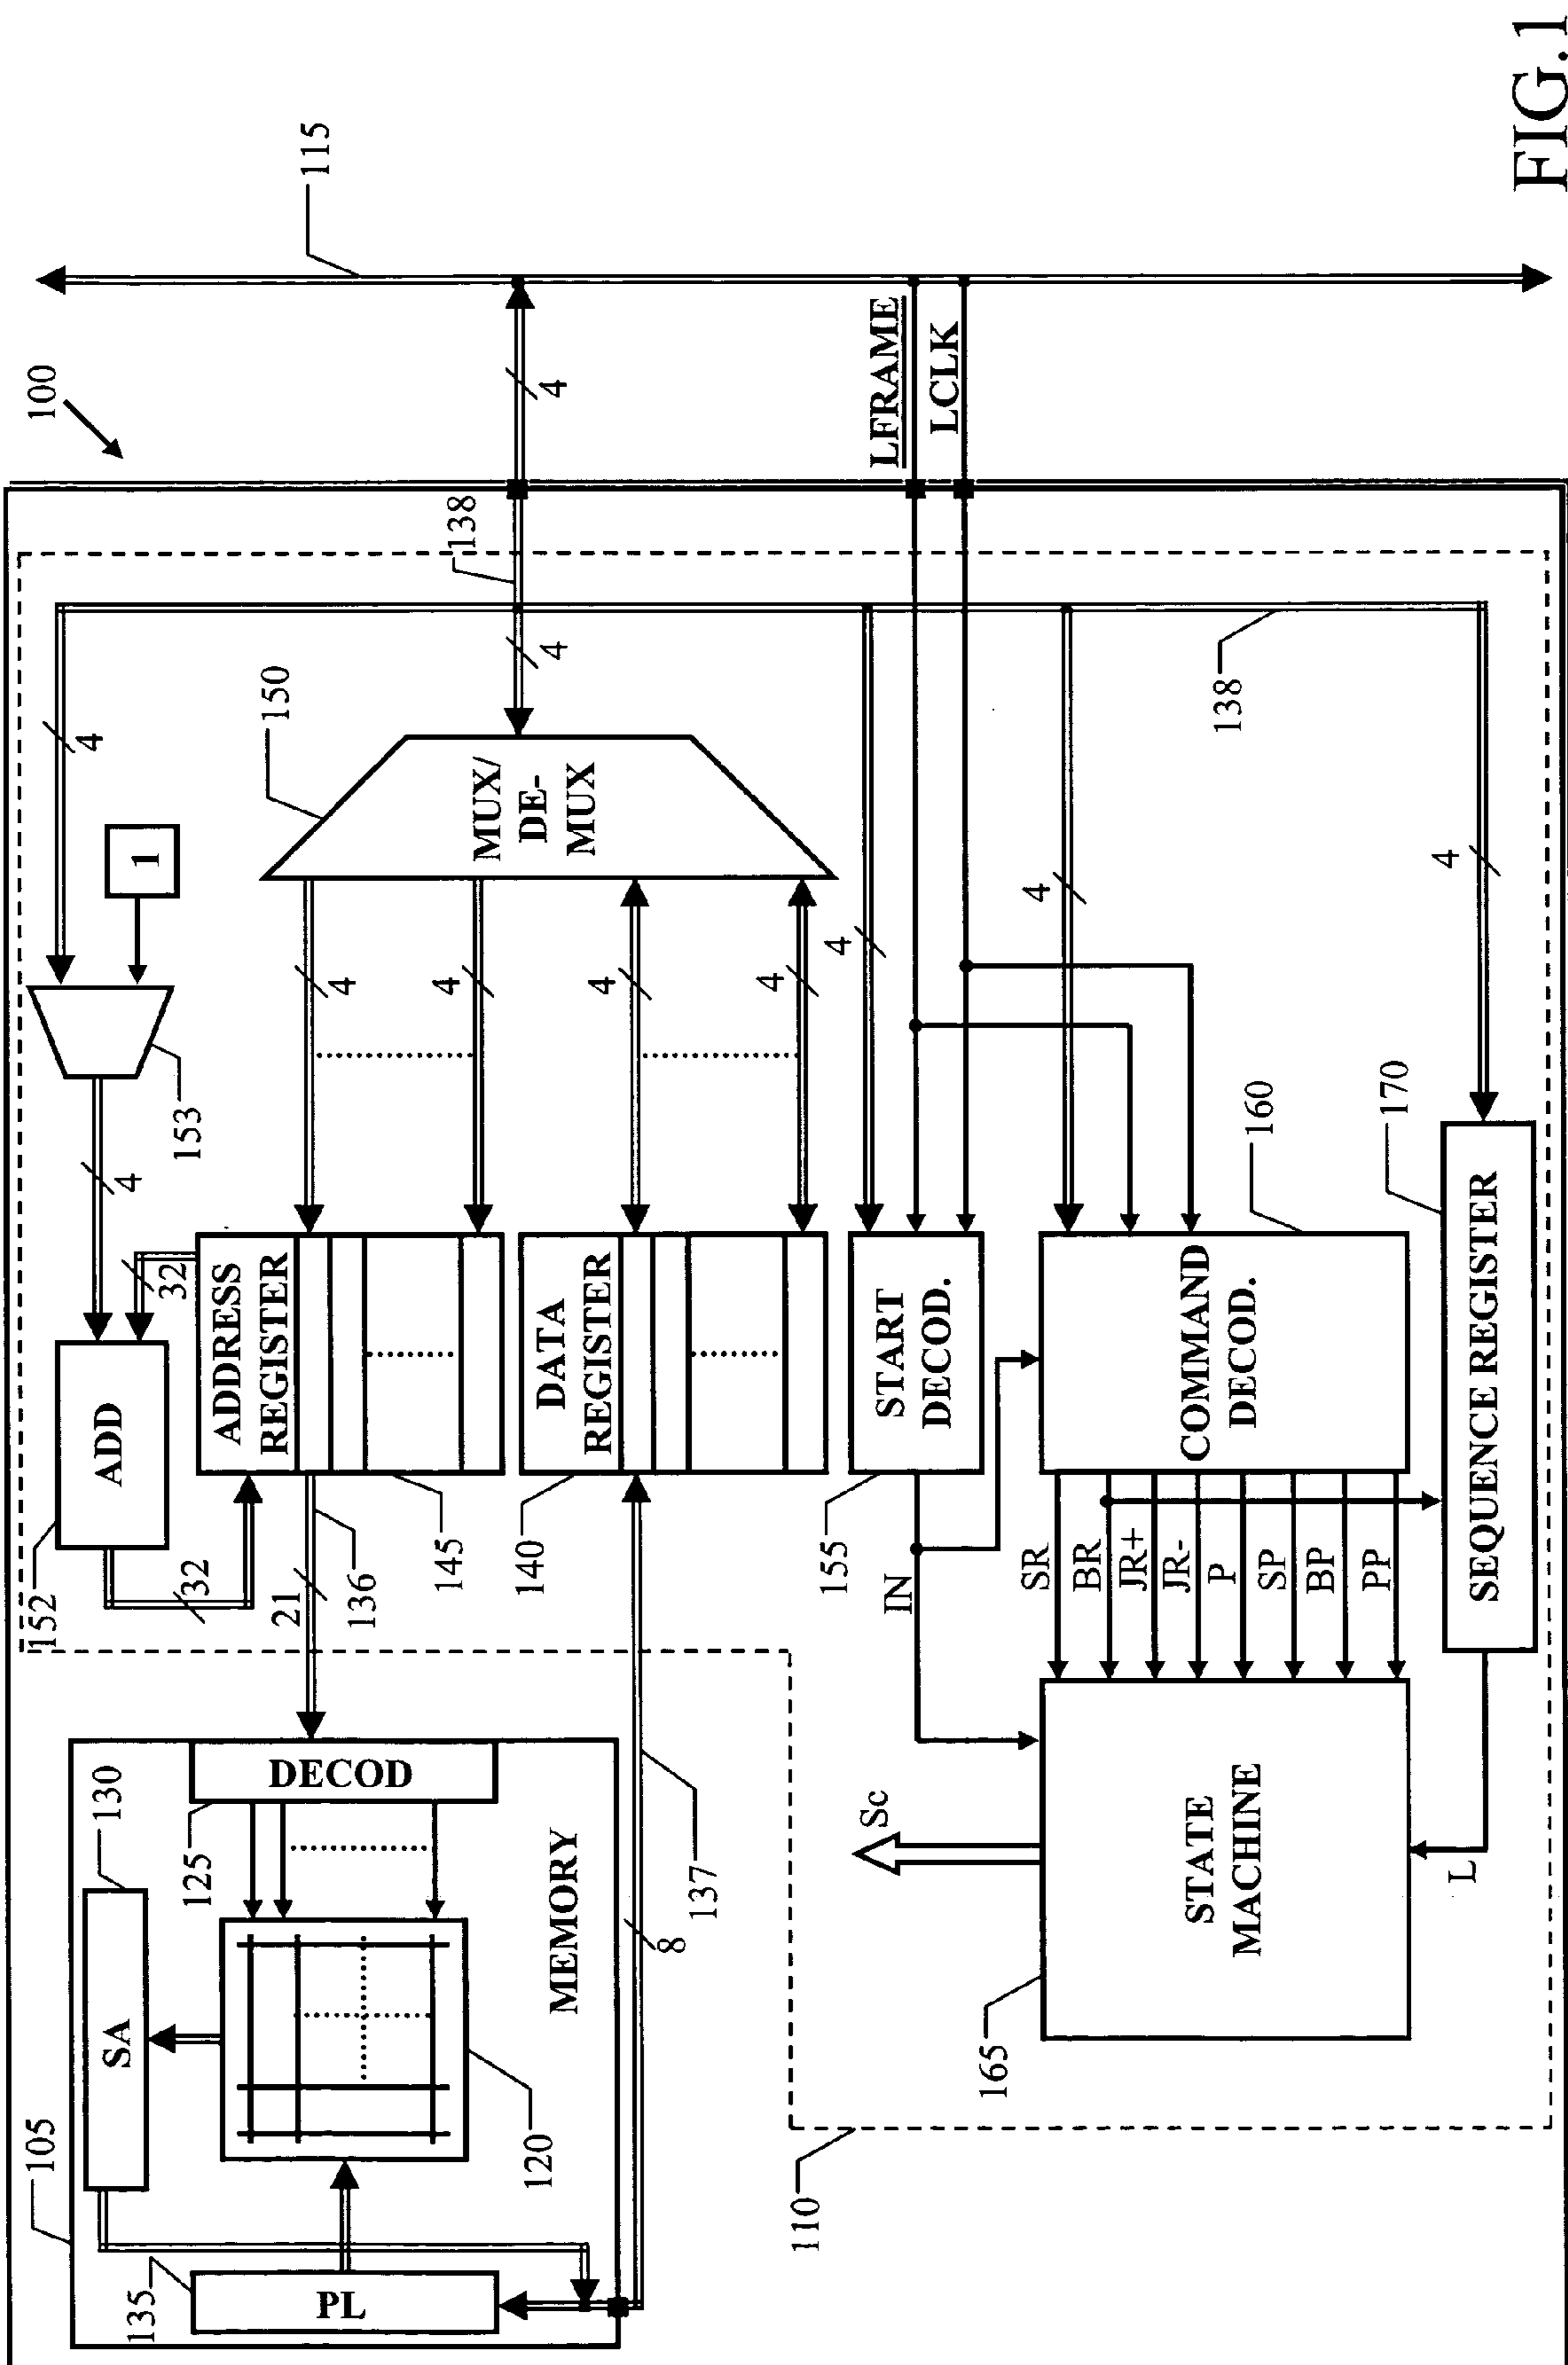 100
115
FIG.1
105
130
SA
135
PL
120
125
DECOD
MEMORY
8
137
152
ADD
32
32
4
153
1
4
21
136
ADDRESS
REGISTER
145
4
4
DATA
REGISTER
140
4
4
150
MUX/
DE-
MUX
4
138
4
LFRAME
LCLK
4
START
DECOD.
155
IN
4
COMMAND
DECOD.
160
SR
BR
JR+
JR-
P
SP
BP
PP
138
4
170
SEQUENCE REGISTER
STATE
MACHINE
165
Sc
L
110